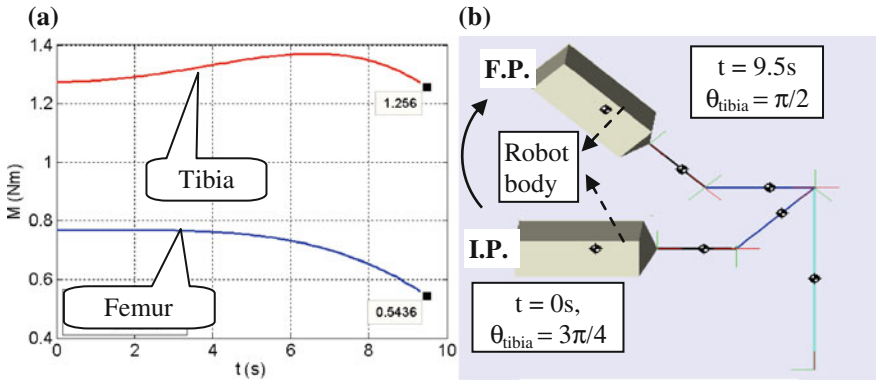 (a)
1.4
1.2
1
0.8
0.6
0.4
M (Nm)
0
2
4
6
8
10
t (s)
Tibia
Femur
1.256
0.5436
(b)
F.P.
t = 9.5s
θtibia = π/2
Robot
body
I.P.
t = 0s,
θtibia = 3π/4